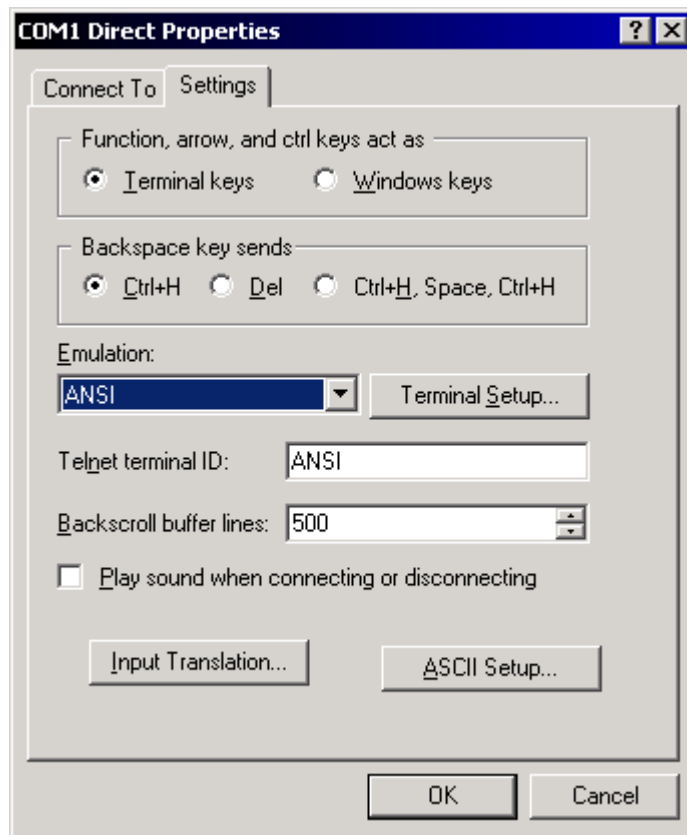 COM1 Direct Properties
Connect To Settings
Function, arrow, and ctrl keys act as
Terminal keys Windows keys
Backspace key sends
Ctrl+H Del Ctrl+H, Space, Ctrl+H
Emulation:
ANSI Terminal Setup...
Telnet terminal ID: ANSI
Backscroll buffer lines: 500
Play sound when connecting or disconnecting
Input Translation... ASCII Setup...
OK Cancel